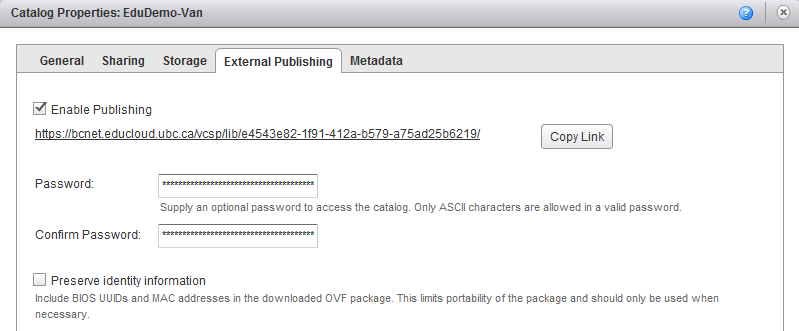 Catalog Properties: EduDemo-Van
General Sharing Storage External Publishing Metadata
Enable Publishing
https://bcnet.educloud.ubc.ca/vcsp/lib/e4543e82-1f91-412a-b579-a75ad25b6219/ Copy Link
Password: **************************************
Supply an optional password to access the catalog. Only ASCII characters are allowed in a valid password.
Confirm Password: **************************************
Preserve identity information
Include BIOS UUIDs and MAC addresses in the downloaded OVF package. This limits portability of the package and should only be used when
necessary.